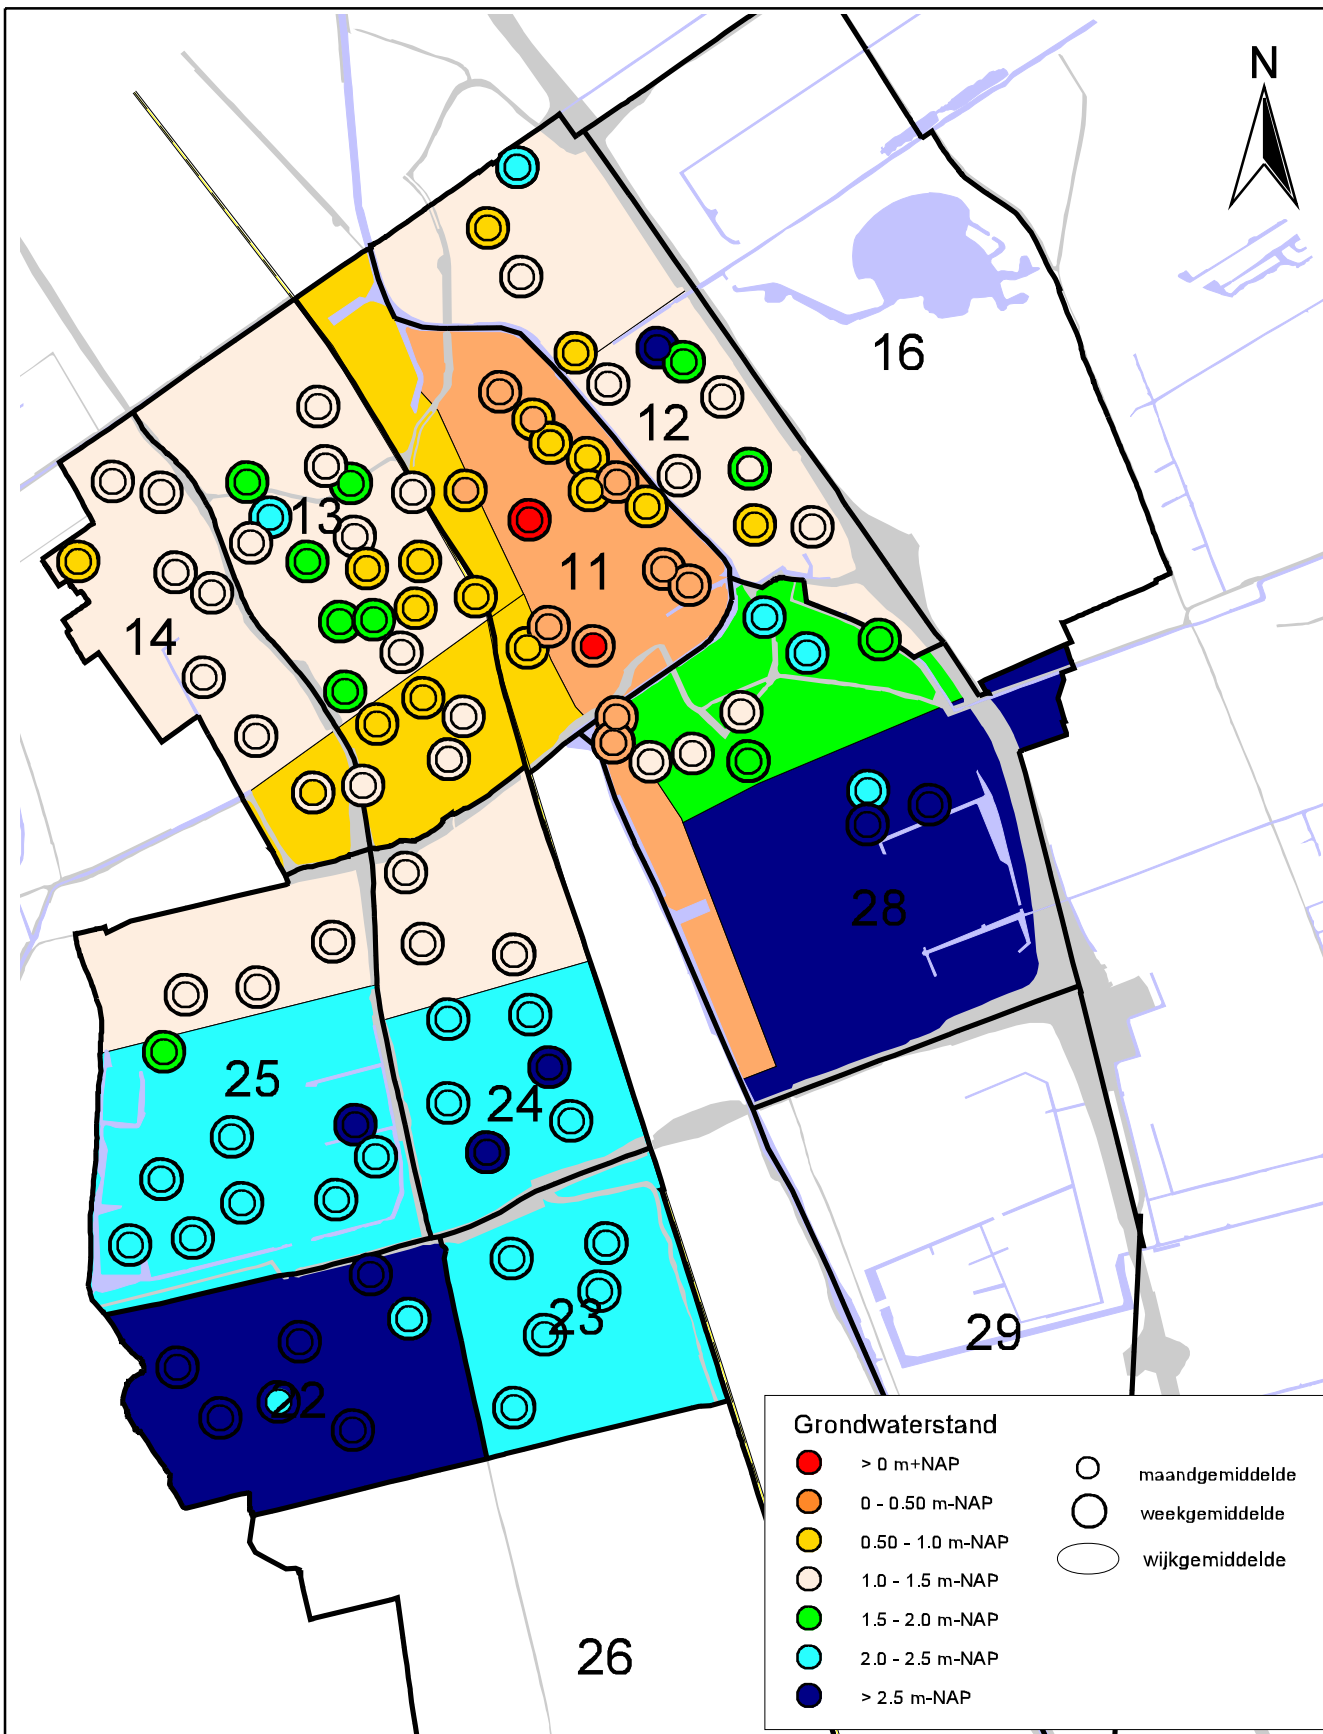 N
16
12
13
11
14
28
25
24
23
22
29
26
Grondwaterstand
> 0 m+NAP
0 - 0.50 m-NAP
0.50 - 1.0 m-NAP
1.0 - 1.5 m-NAP
1.5 - 2.0 m-NAP
2.0 - 2.5 m-NAP
> 2.5 m-NAP
maandgemiddelde
weekgemiddelde
wijkgemiddelde